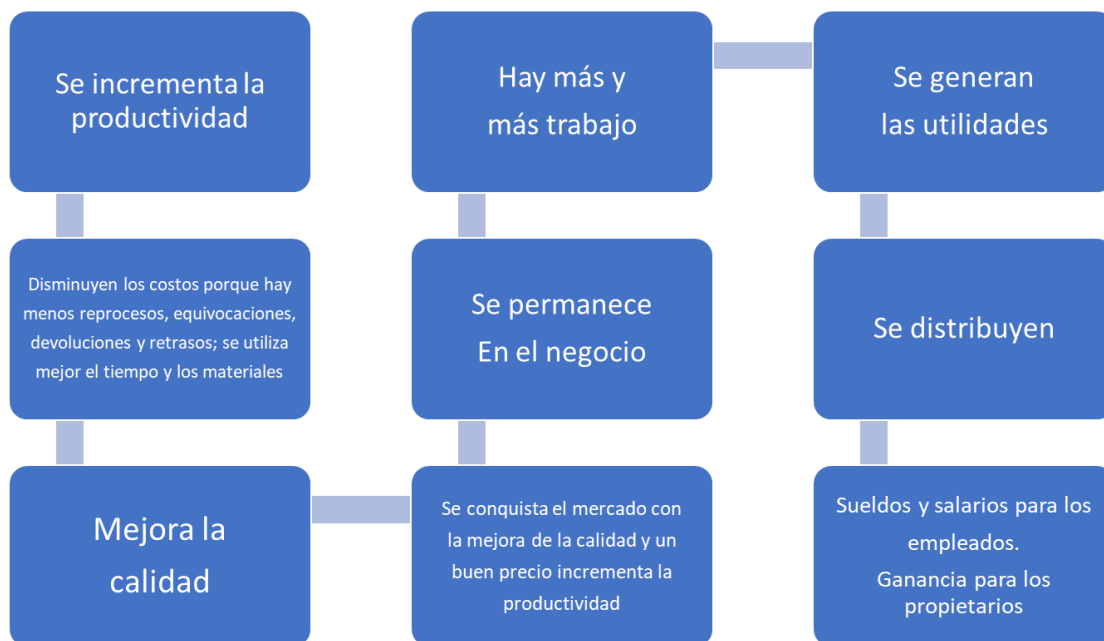 Se incrementa la
productividad
Disminuyen los costos porque hay
menos reprocesos, equivocaciones,
devoluciones y retrasos; se utiliza
mejor el tiempo y los materiales
Mejora la
calidad
Se conquista el mercado con
la mejora de la calidad y un
buen precio incrementa la
productividad
Se permanece
En el negocio
Hay más y
más trabajo
Se generan
las utilidades
Se distribuyen
Sueldos y salarios para los
empleados.
Ganancia para los
propietarios